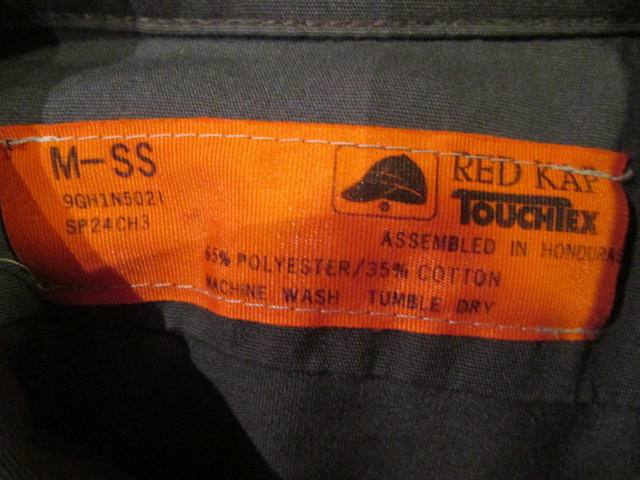 M-SS
9GH1N5021
SP24CH3
RED KAP
TOUCHTEX
ASSEMBLED IN HONDURAS
65% POLYESTER/35% COTTON
MACHINE WASH TUMBLE DRY